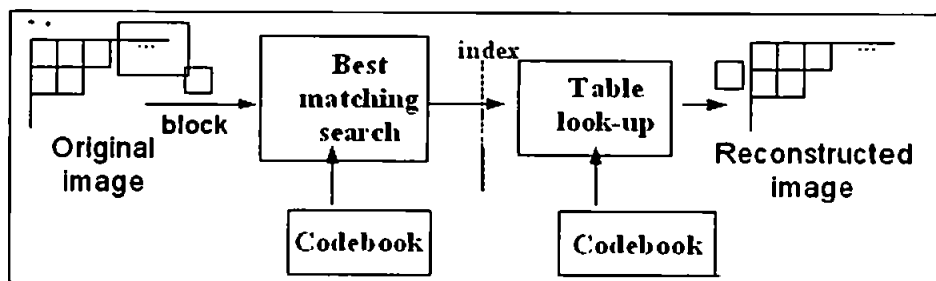 ...
...
index
Best
matching
search
Table
look-up
block
Original
image
Reconstructed
image
Codebook
Codebook